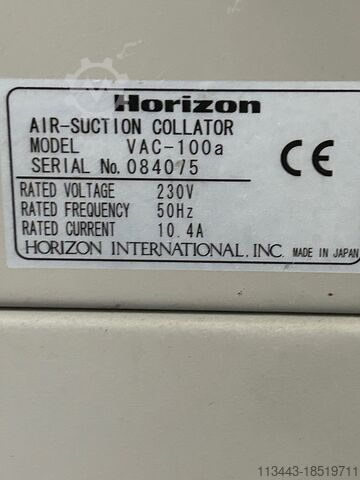 Horizon
AIR-SUCTION COLLATOR
MODEL VAC-100a
SERIAL No. 084075
CE
RATED VOLTAGE 230V
RATED FREQUENCY 50Hz
RATED CURRENT 10.4A
HORIZON INTERNATIONAL, INC. MADE IN JAPAN
113443-18519711